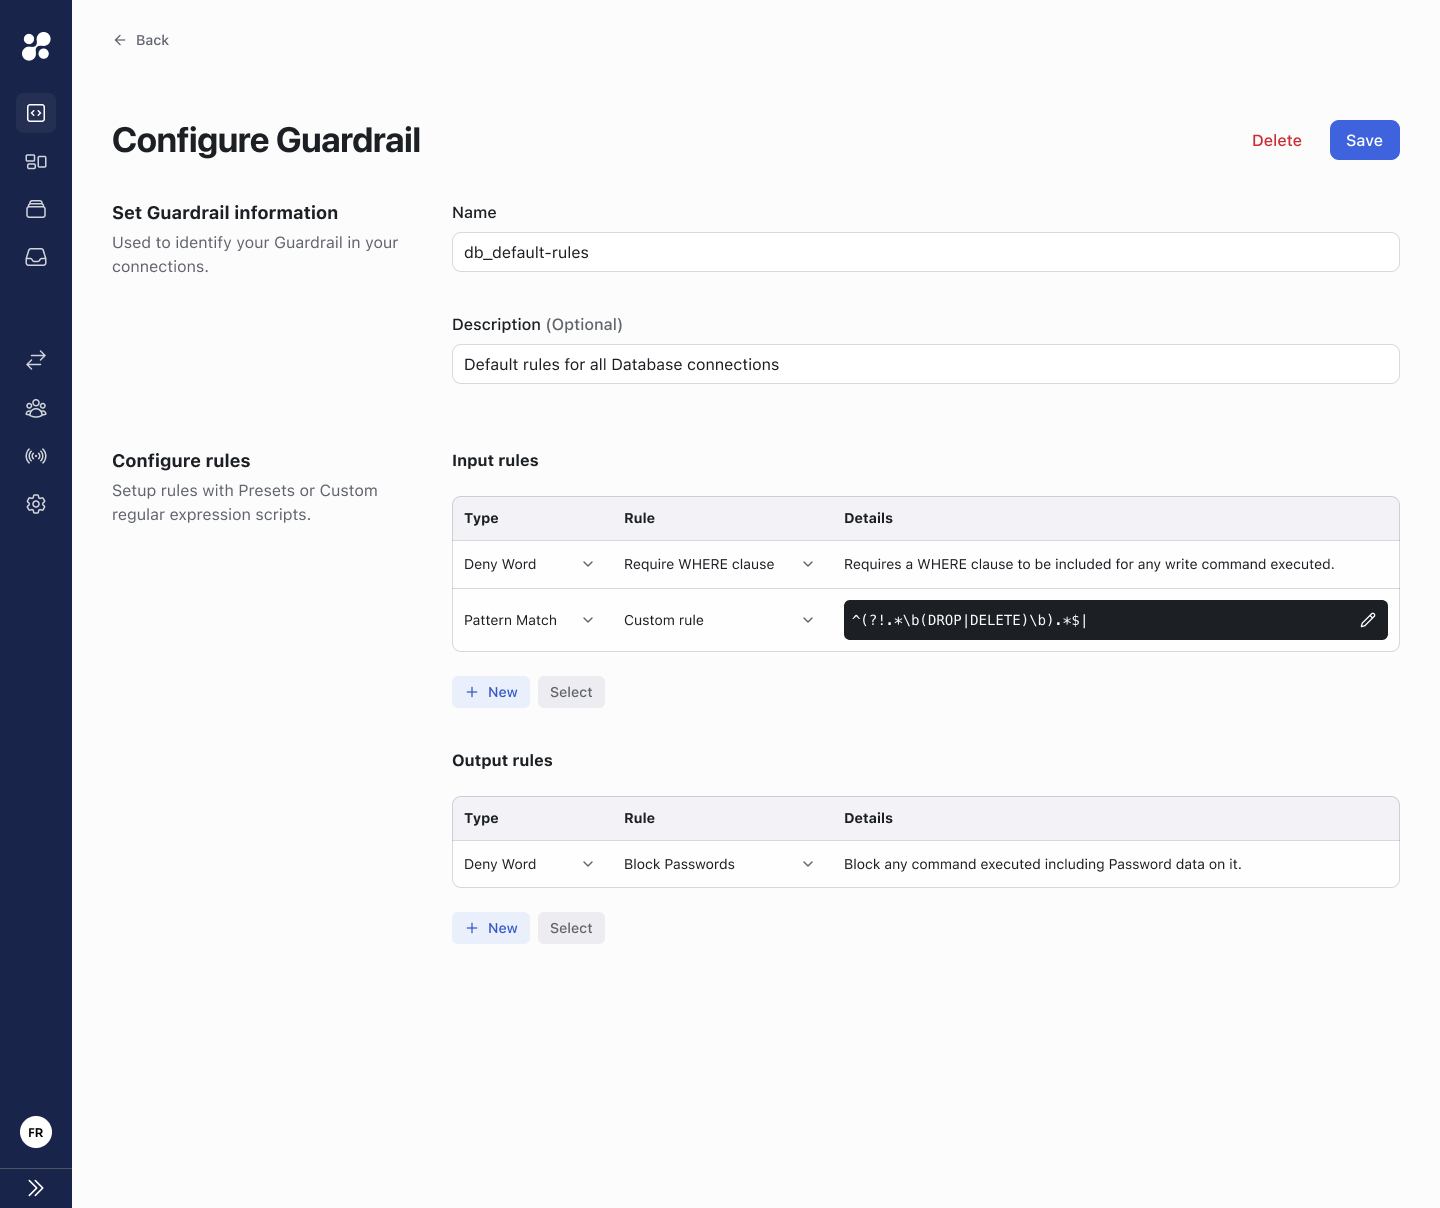 Back
Configure Guardrail
Delete
Save
Set Guardrail information
Used to identify your Guardrail in your
connections.
Name
db_default-rules
Description (Optional)
Default rules for all Database connections
Configure rules
Setup rules with Presets or Custom
regular expression scripts.
Input rules
Type Rule Details
Deny Word Require WHERE clause Requires a WHERE clause to be included for any write command executed.
Pattern Match Custom rule ^(?!.*\b(DROP|DELETE)\b).*$|
New Select
Output rules
Type Rule Details
Deny Word Block Passwords Block any command executed including Password data on it.
New Select
FR